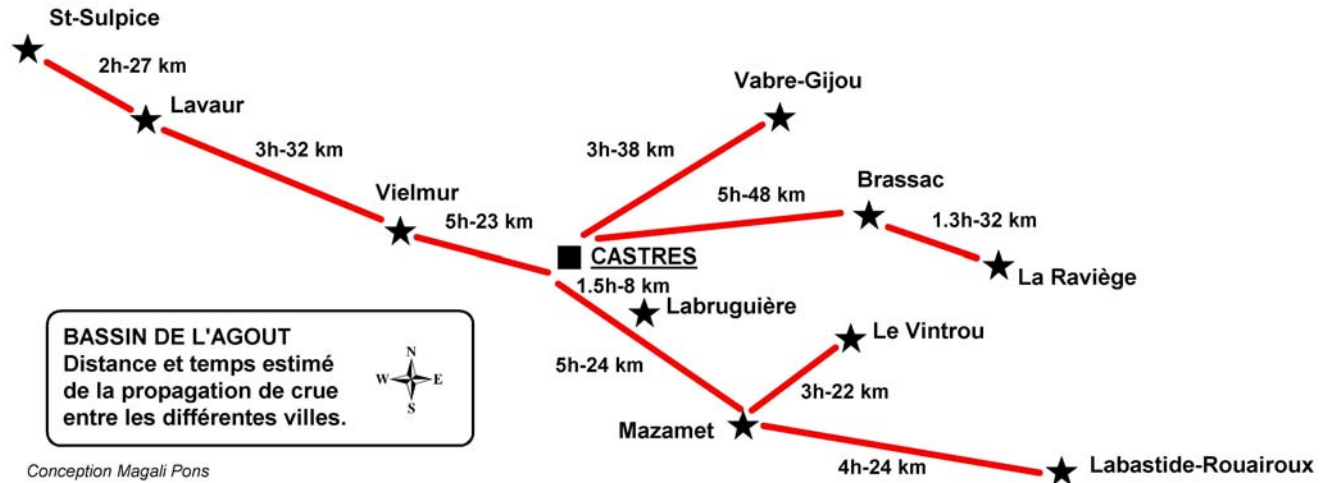 St-Sulpice
2h-27 km
Lavaur
3h-32 km
Vielmur
5h-23 km
Vabre-Gijou
3h-38 km
Brassac
5h-48 km
1.3h-32 km
La Raviège
CASTRES
1.5h-8 km
Labruguière
Le Vintrou
5h-24 km
3h-22 km
Mazamet
4h-24 km
Labastide-Rouairoux
BASSIN DE L'AGOUT
Distance et temps estimé
de la propagation de crue
entre les différentes villes.
N
W E
S
Conception Magali Pons